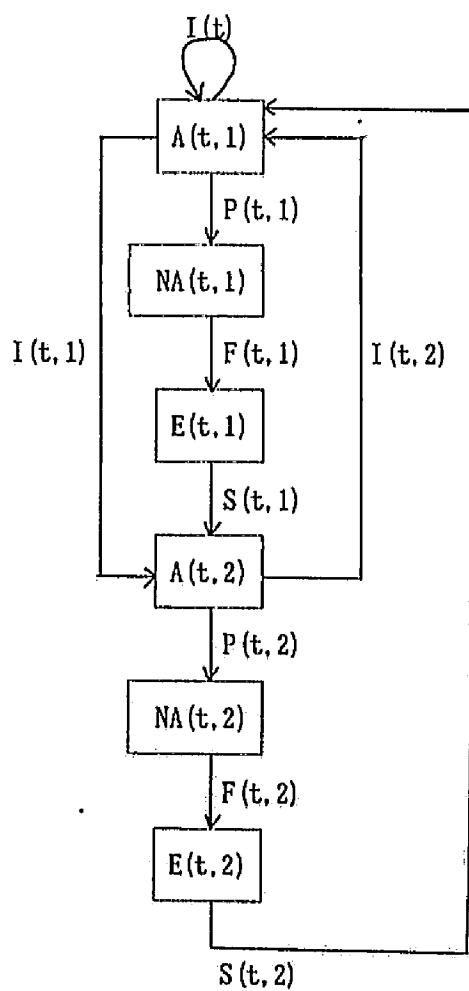 I(t)
A(t,1)
P(t,1)
NA(t,1)
I(t,1)
F(t,1)
I(t,2)
E(t,1)
S(t,1)
A(t,2)
P(t,2)
NA(t,2)
F(t,2)
E(t,2)
S(t,2)